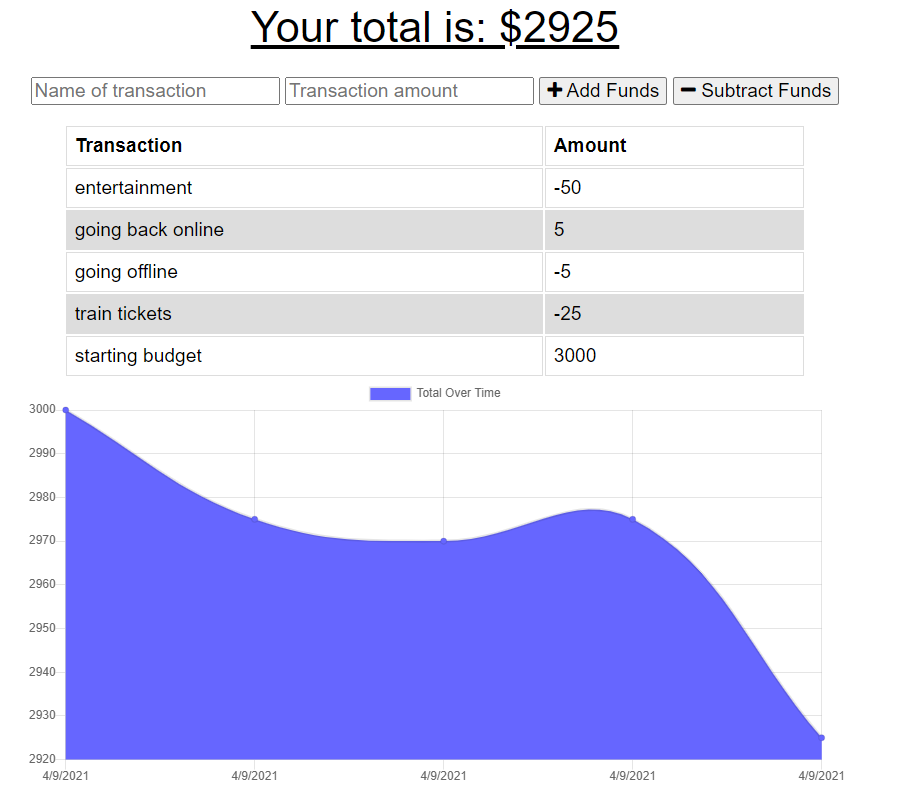 Your total is: $2925
Name of transaction Transaction amount Add Funds Subtract Funds
Transaction Amount
entertainment -50
going back online 5
going offline -5
train tickets -25
starting budget 3000
Total Over Time
3000
2990
2980
2970
2960
2950
2940
2930
2920
4/9/2021 4/9/2021 4/9/2021 4/9/2021 4/9/2021